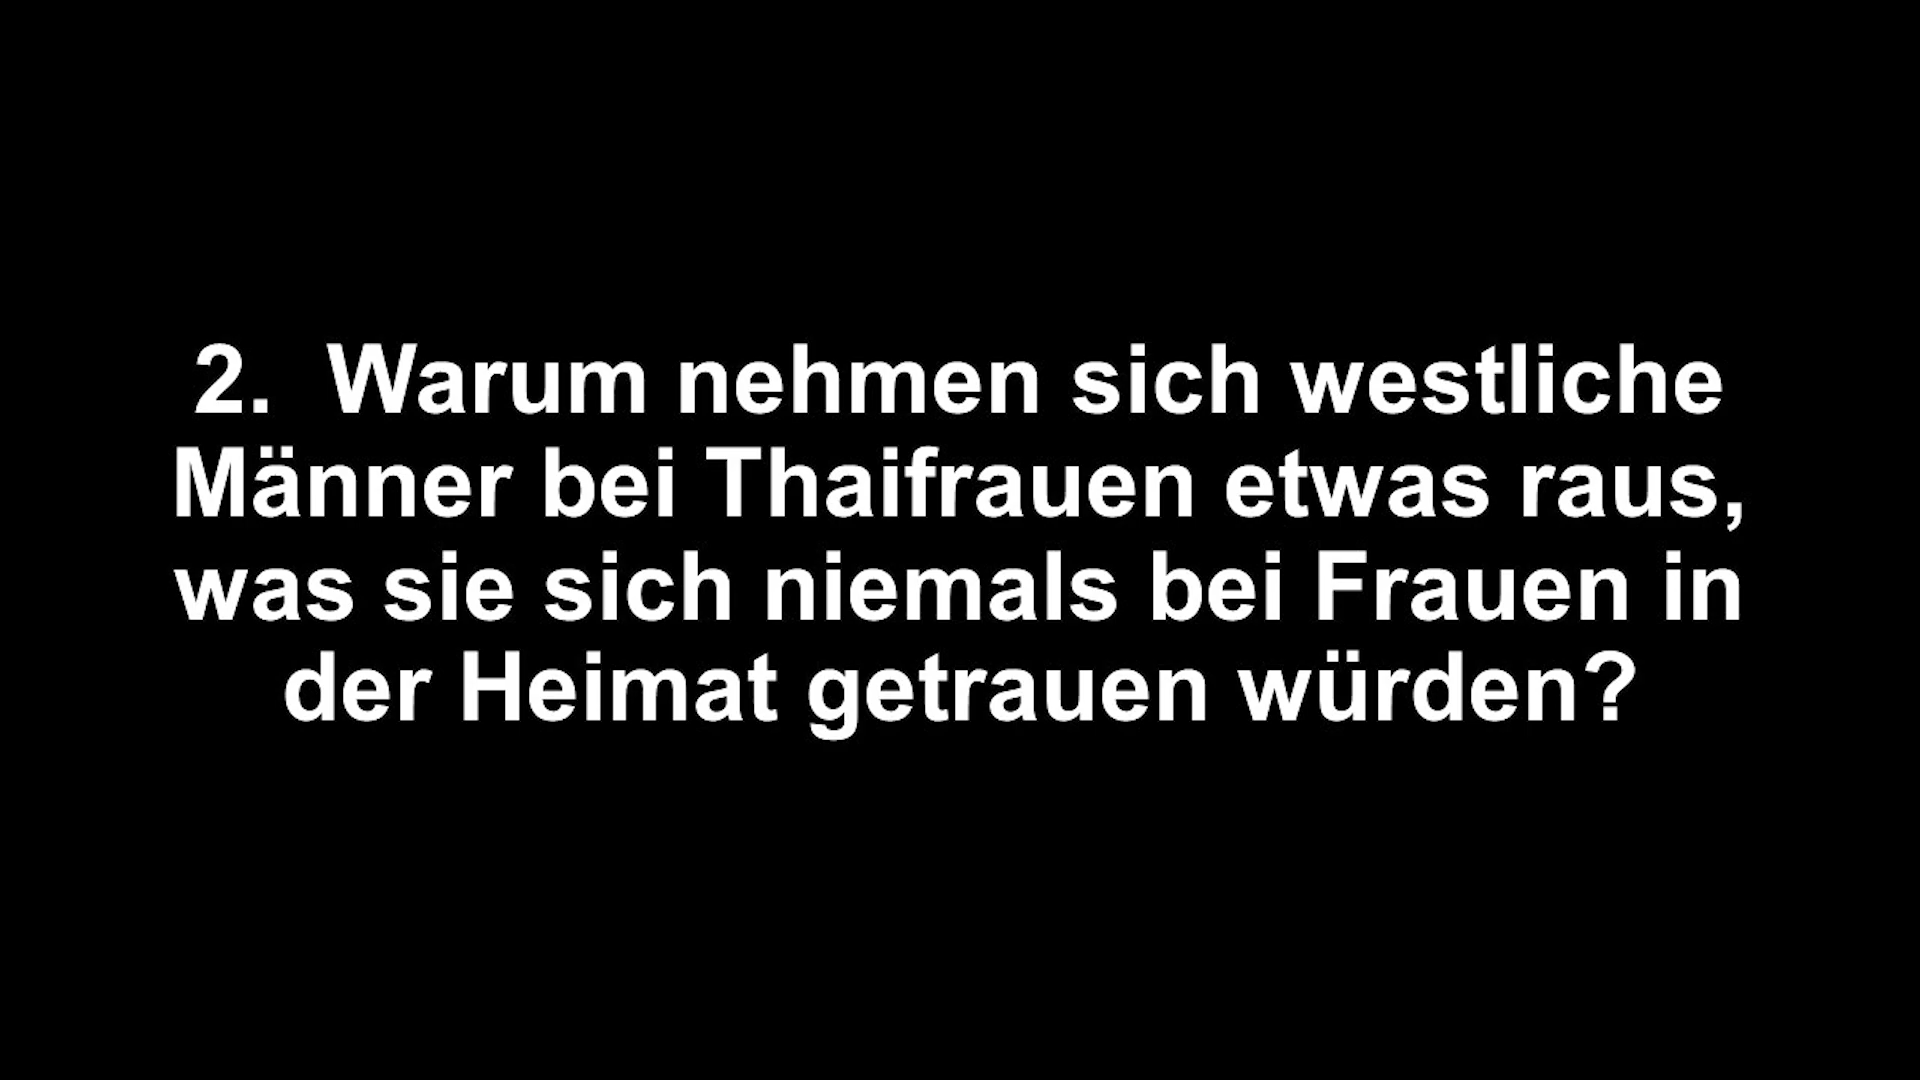 2.  Warum nehmen sich westliche
Männer bei Thaifrauen etwas raus,
was sie sich niemals bei Frauen in
der Heimat getrauen würden?